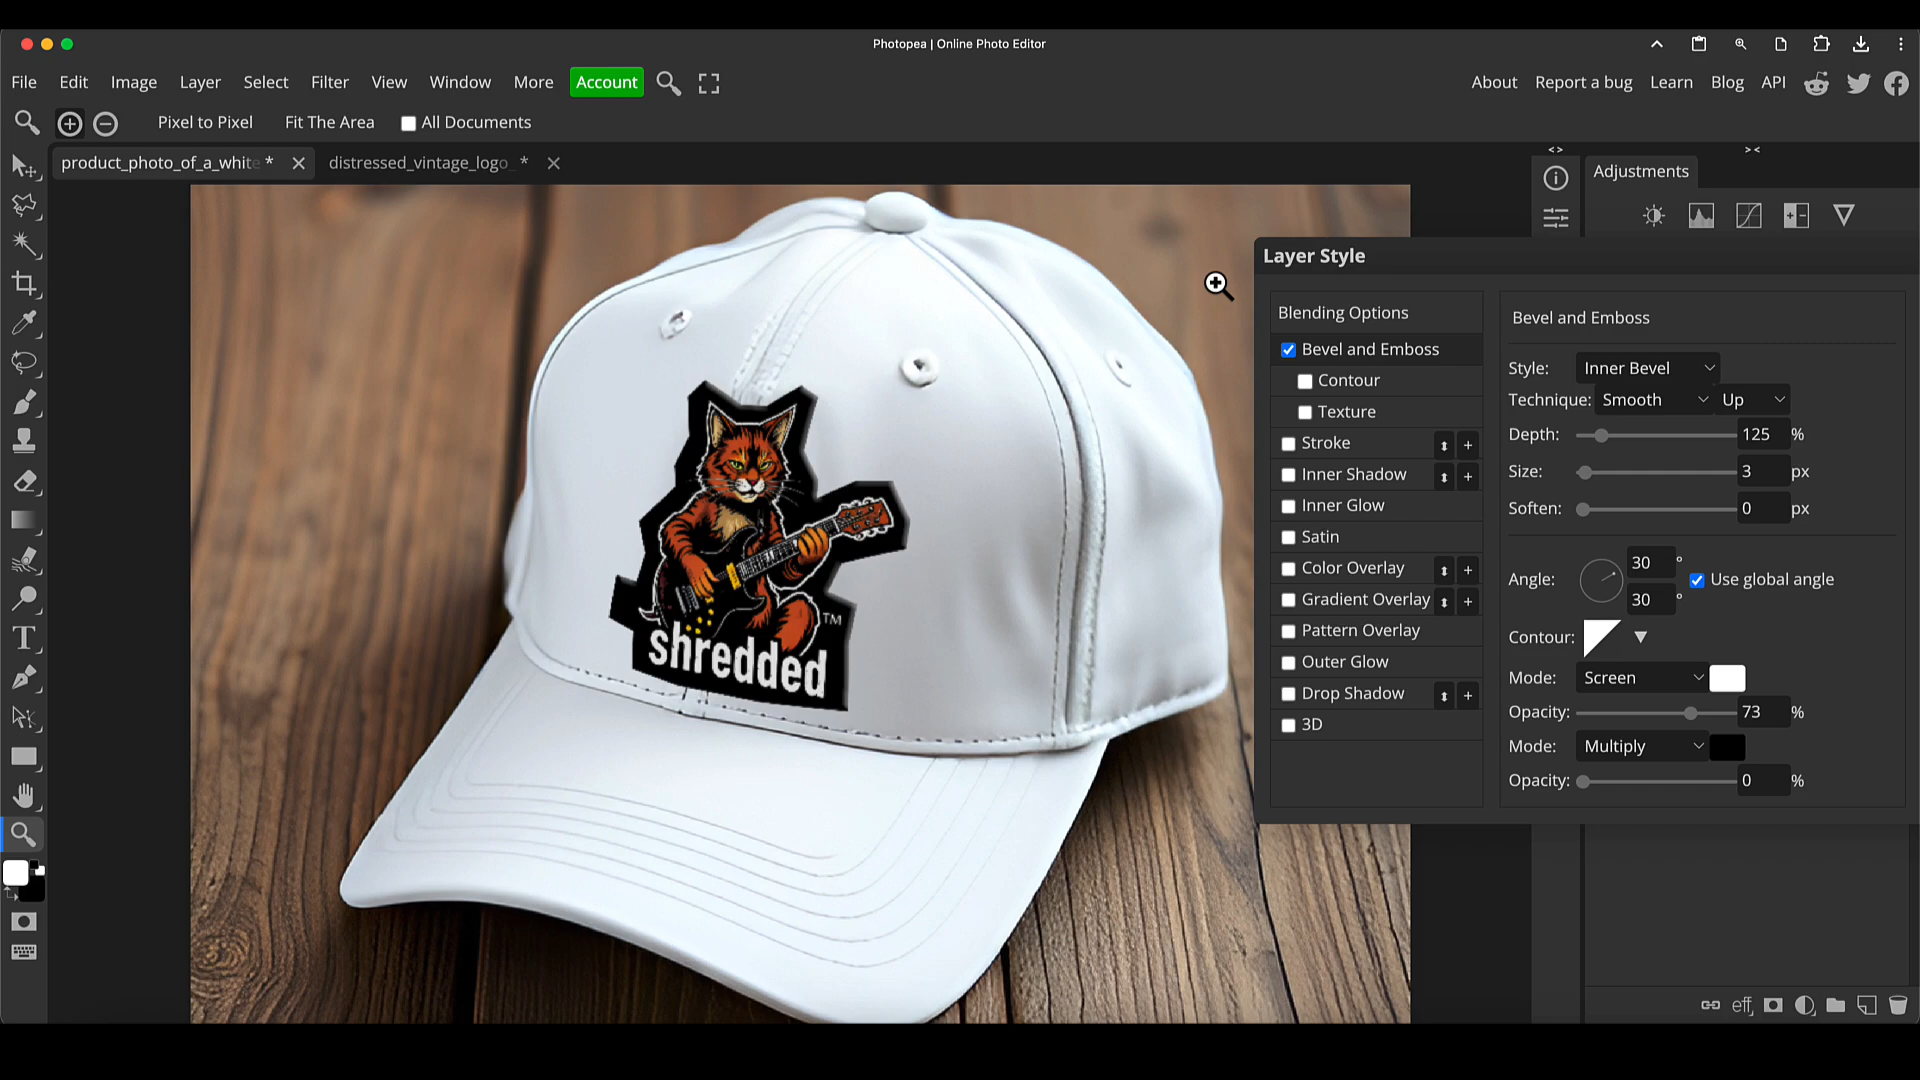 Photopea | Online Photo Editor
File Edit Image Layer Select Filter View Window More Account
About Report a bug Learn Blog API
Pixel to Pixel Fit The Area All Documents
product_photo_of_a_white * distressed_vintage_logo_ *
Adjustments
Layer Style
Blending Options
Bevel and Emboss
Contour
Texture
Stroke
Inner Shadow
Inner Glow
Satin
Color Overlay
Gradient Overlay
Pattern Overlay
Outer Glow
Drop Shadow
3D
Bevel and Emboss
Style: Inner Bevel
Technique: Smooth Up
Depth: 125 %
Size: 3 px
Soften: 0 px
Angle: 30 °
30 °
Use global angle
Contour:
Mode: Screen
Opacity: 73 %
Mode: Multiply
Opacity: 0 %
TM
shredded
eff